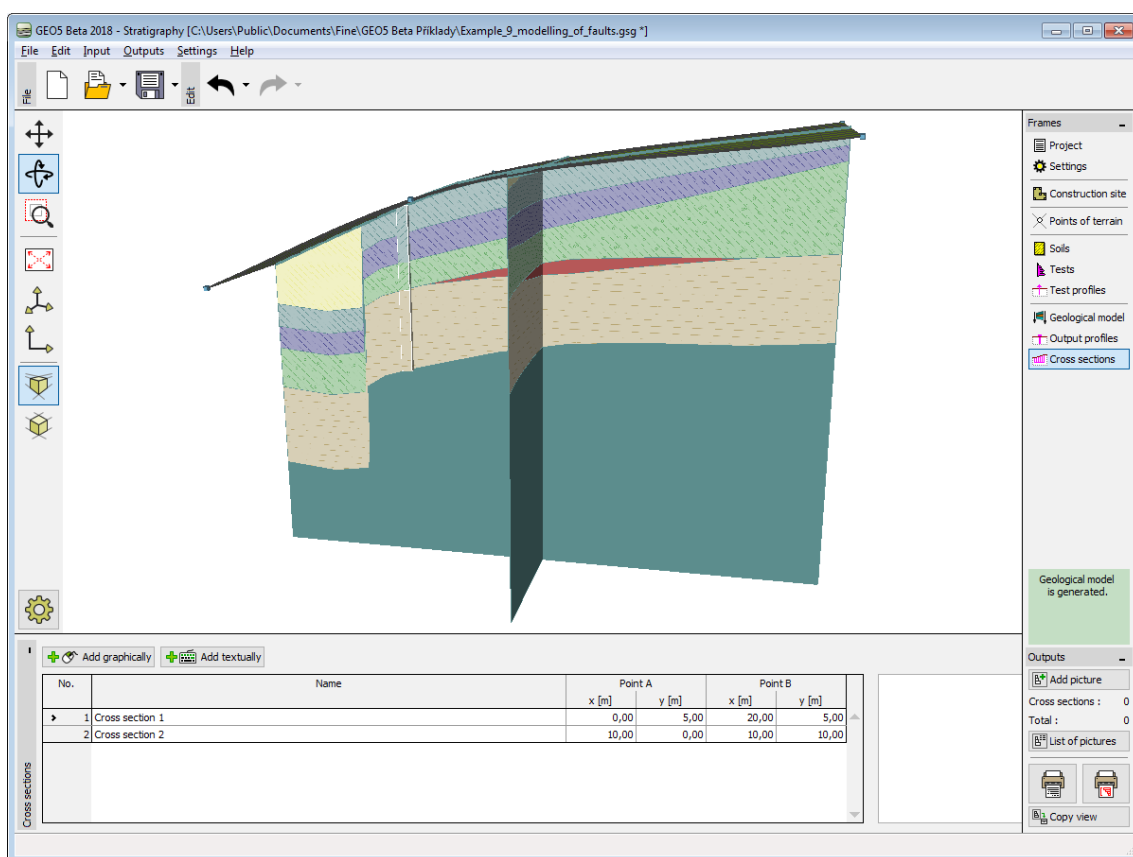 GEO5 Beta 2018 - Stratigraphy [C:\Users\Public\Documents\Fine\GEO5 Beta Příklady\Example_9_modelling_of_faults.gsg *]
File Edit Input Outputs Settings Help
File
Edit
Frames
Project
Settings
Construction site
Points of terrain
Soils
Tests
Test profiles
Geological model
Output profiles
Cross sections
Geological model
is generated.
Outputs
Add picture
Cross sections : 0
Total : 0
List of pictures
Copy view
Cross sections
Add graphically Add textually
No. Name Point A Point B
x [m] y [m] x [m] y [m]
1 Cross section 1 0,00 5,00 20,00 5,00
2 Cross section 2 10,00 0,00 10,00 10,00